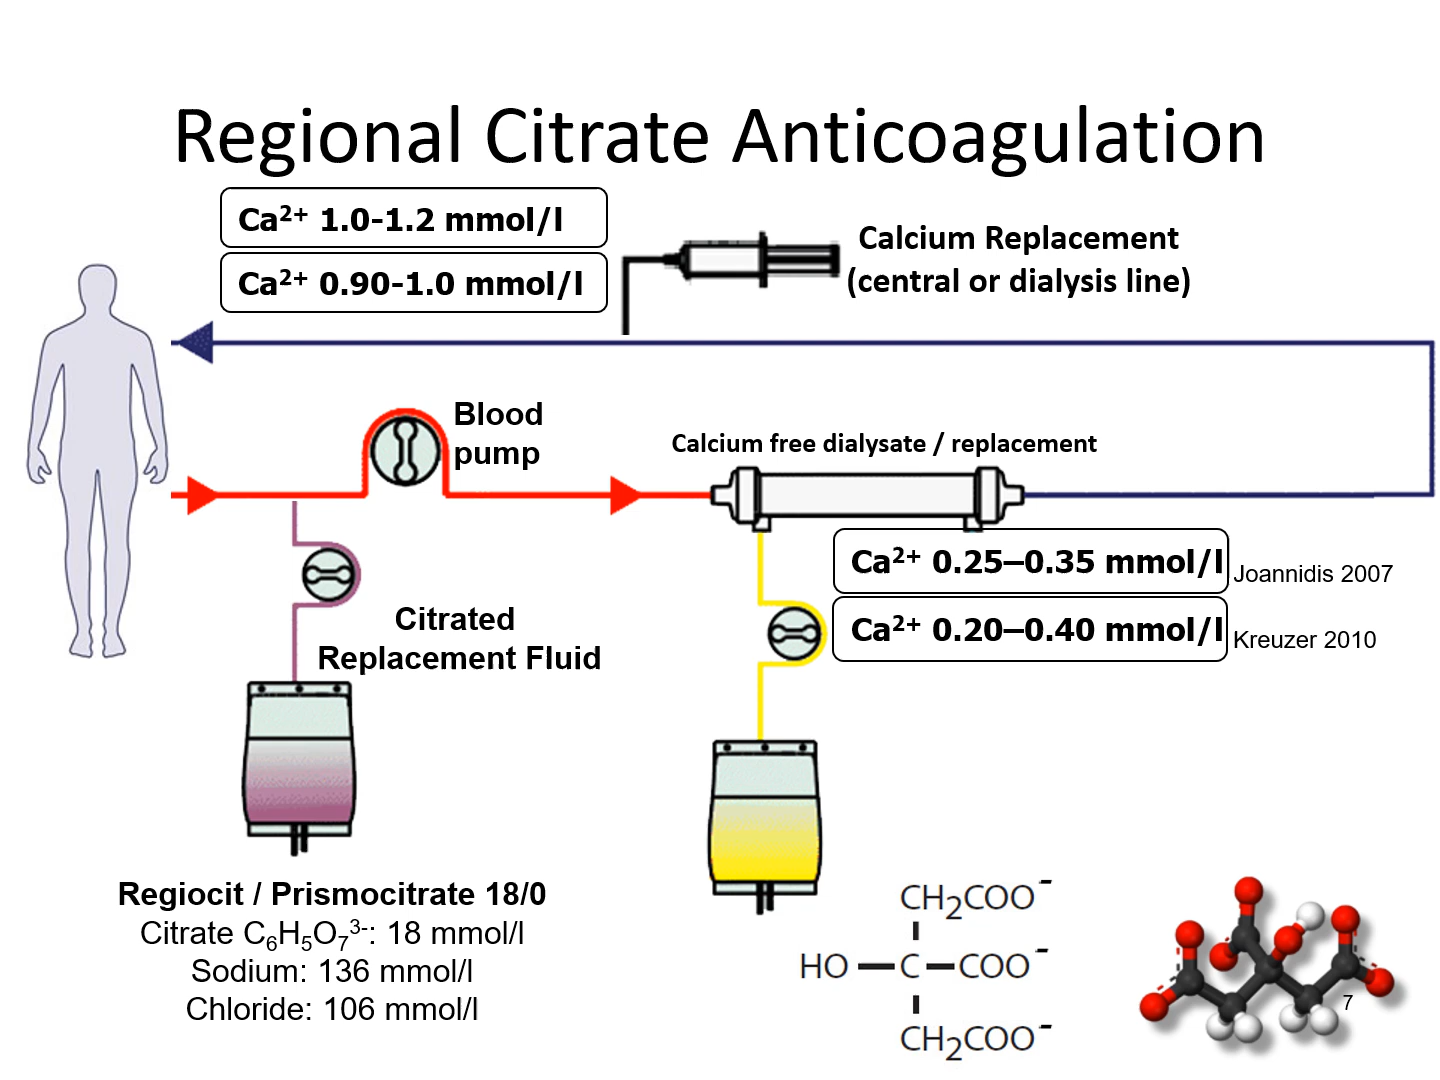 Regional Citrate Anticoagulation
Ca²⁺ 1.0-1.2 mmol/l
Ca²⁺ 0.90-1.0 mmol/l
Calcium Replacement
(central or dialysis line)
Blood
pump
Calcium free dialysate / replacement
Ca²⁺ 0.25–0.35 mmol/l
Joannidis 2007
Ca²⁺ 0.20–0.40 mmol/l
Kreuzer 2010
Citrated
Replacement Fluid
Regiocit / Prismocitrate 18/0
Citrate C₆H₅O₇³⁻: 18 mmol/l
Sodium: 136 mmol/l
Chloride: 106 mmol/l
CH₂COO⁻
HO – C – COO⁻
CH₂COO⁻
7